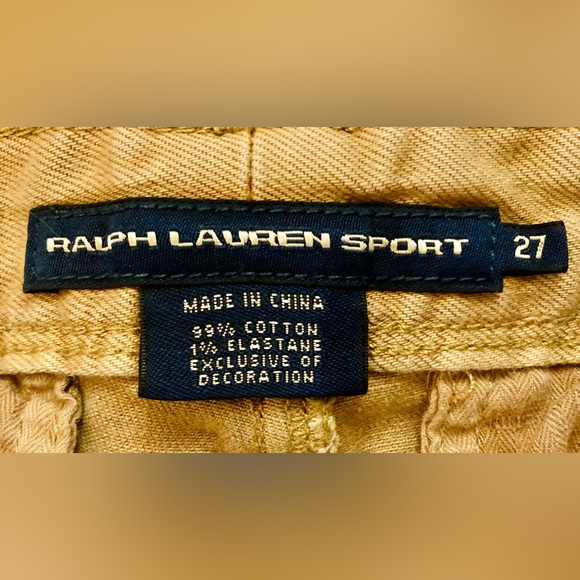 RALPH LAUREN SPORT 27
MADE IN CHINA
99% COTTON
1% ELASTANE
EXCLUSIVE OF
DECORATION